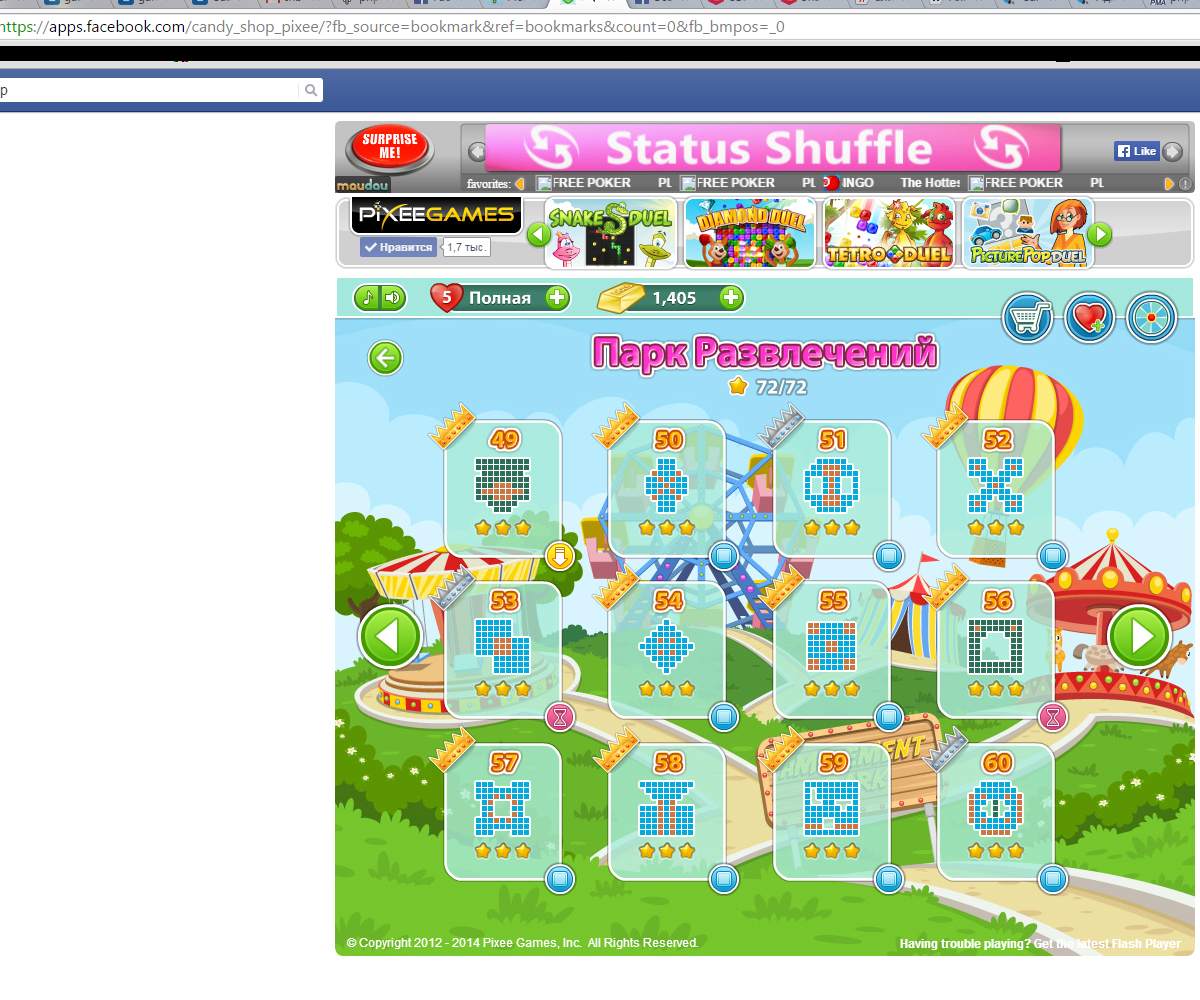 https://apps.facebook.com/candy_shop_pixee/?fb_source=bookmark&ref=bookmarks&count=0&fb_bmpos=_0
p
SURPRISE
ME!
Status Shuffle
Like
maudau
favorites:
FREE POKER
PL
FREE POKER
PL
INGO
The Hottes
FREE POKER
PL
PIXEEGAMES
Нравится
1,7 тыс.
SNAKE DUEL
DIAMOND DUEL
TETRO DUEL
PICTUREPOP DUEL
5 Полная
1,405
Парк Развлечений
72/72
49
50
51
52
53
54
55
56
57
58
59
60
AMUSEMENT
PARK
© Copyright 2012 - 2014 Pixee Games, Inc. All Rights Reserved.
Having trouble playing? Get the latest Flash Player